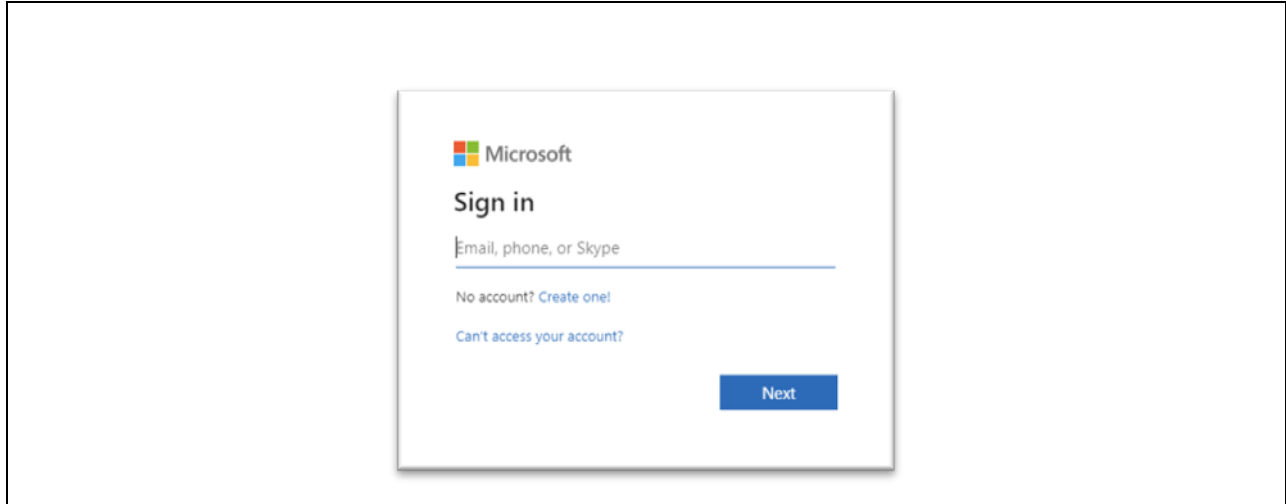 Microsoft
Sign in
Email, phone, or Skype
No account? Create one!
Can't access your account?
Next